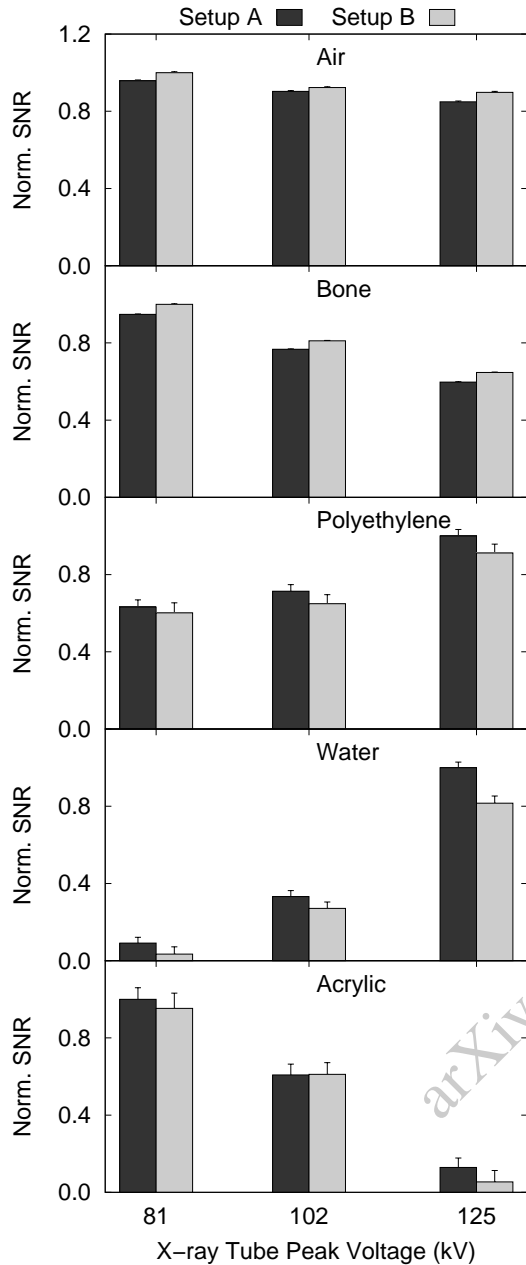 Setup A Setup B
Air
1.2
0.8
0.4
0.0
Norm. SNR
Bone
0.8
0.4
0.0
Norm. SNR
Polyethylene
0.8
0.4
0.0
Norm. SNR
Water
0.8
0.4
0.0
Norm. SNR
Acrylic
0.8
0.4
0.0
Norm. SNR
arXiv
81 102 125
X−ray Tube Peak Voltage (kV)